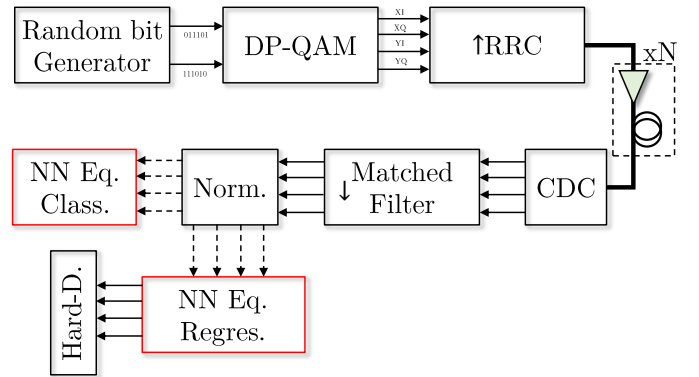 Random bit
Generator
011101
111010
DP-QAM
XI
XQ
YI
YQ
↑RRC
xN
NN Eq.
Class.
Norm.
↓ Matched
Filter
CDC
Hard-D.
NN Eq.
Regres.